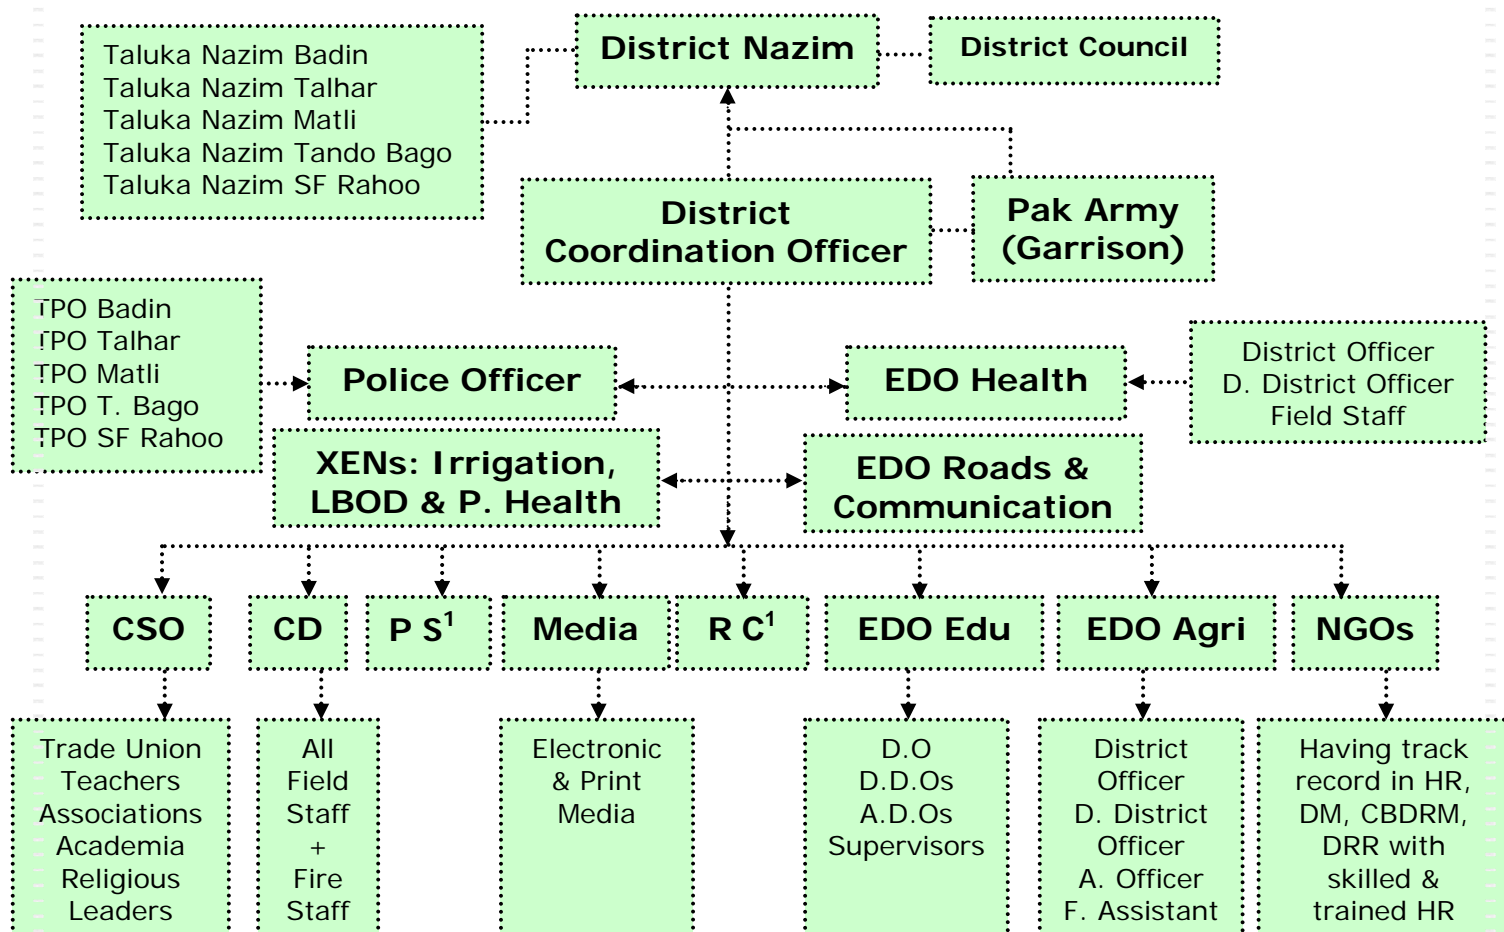 Taluka Nazim Badin
Taluka Nazim Talhar
Taluka Nazim Matli
Taluka Nazim Tando Bago
Taluka Nazim SF Rahoo
District Nazim
District Council
District
Coordination Officer
Pak Army
(Garrison)
TPO Badin
TPO Talhar
TPO Matli
TPO T. Bago
TPO SF Rahoo
Police Officer
EDO Health
District Officer
D. District Officer
Field Staff
XENs: Irrigation,
LBOD & P. Health
EDO Roads &
Communication
CSO
CD
P S¹
Media
R C¹
EDO Edu
EDO Agri
NGOs
Trade Union
Teachers
Associations
Academia
Religious
Leaders
All
Field
Staff
+
Fire
Staff
Electronic
& Print
Media
D.O
D.D.Os
A.D.Os
Supervisors
District
Officer
D. District
Officer
A. Officer
F. Assistant
Having track
record in HR,
DM, CBDRM,
DRR with
skilled &
trained HR